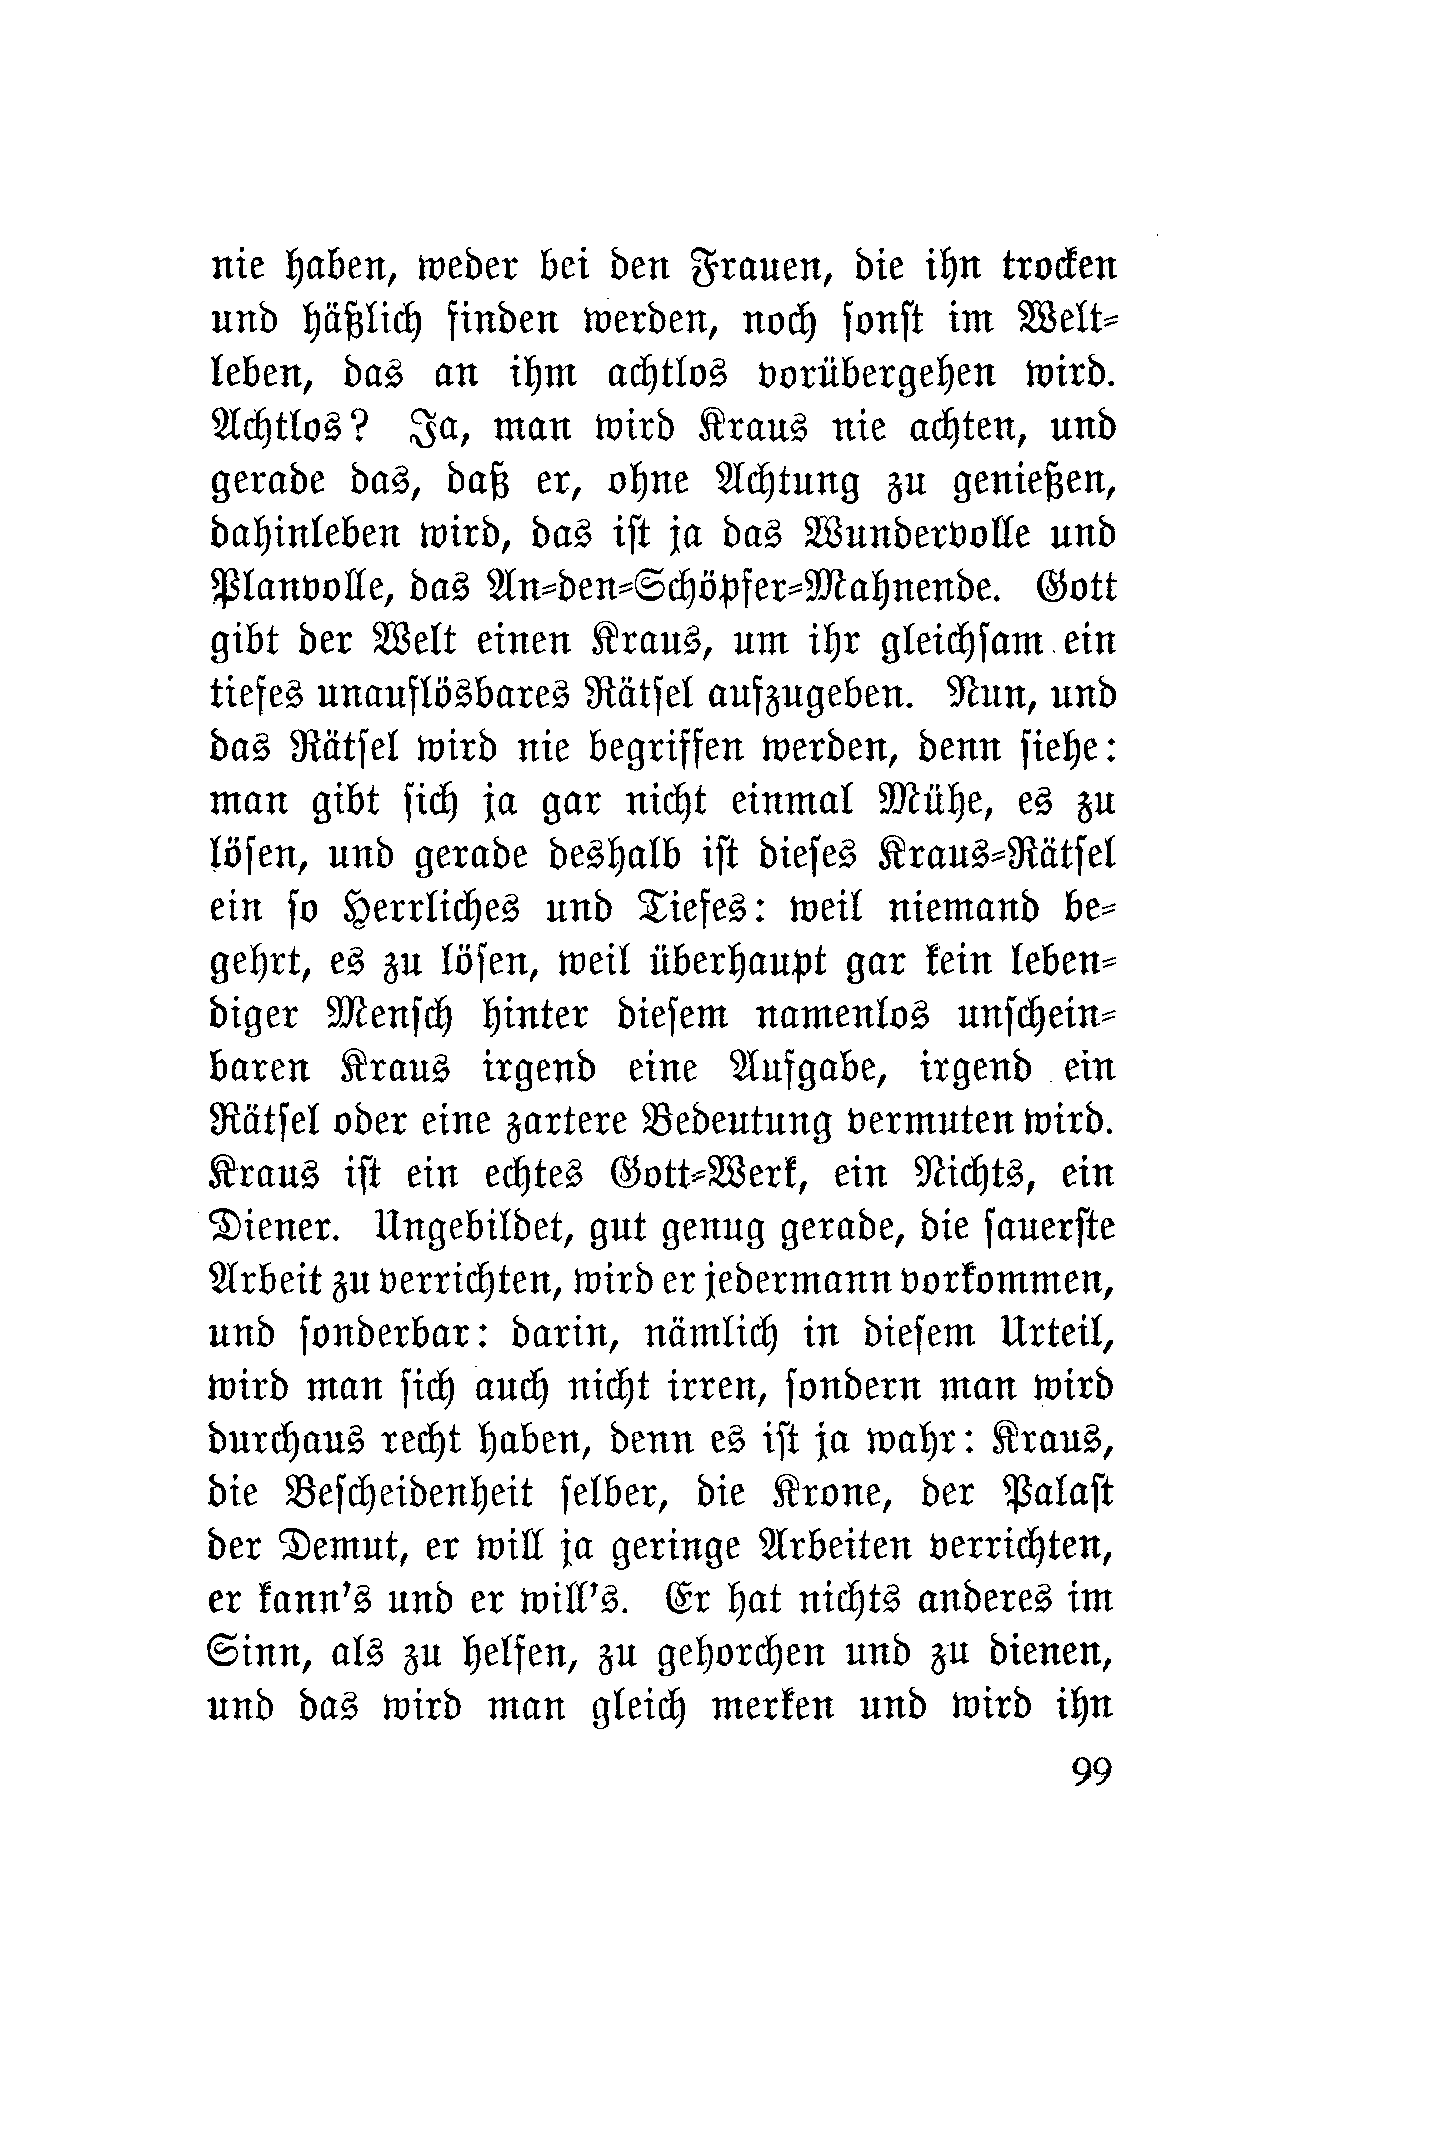 nie haben, weder bei den Frauen, die ihn trocken
und häßlich finden werden, noch ſonſt im Welt⸗
leben, das an ihm achtlos vorübergehen wird.
Achtlos? Ja, man wird Kraus nie achten, und
gerade das, daß er, ohne Achtung zu genießen,
dahinleben wird, das iſt ja das Wundervolle und
Planvolle, das An⸗den⸗Schöpfer⸗Mahnende. Gott
gibt der Welt einen Kraus, um ihr gleichſam ein
tiefes unauflösbares Rätſel aufzugeben. Nun, und
das Rätſel wird nie begriffen werden, denn ſiehe:
man gibt ſich ja gar nicht einmal Mühe, es zu
löſen, und gerade deshalb iſt dieſes Kraus⸗Rätſel
ein ſo Herrliches und Tiefes: weil niemand be⸗
gehrt, es zu löſen, weil überhaupt gar kein leben⸗
diger Menſch hinter dieſem namenlos unſchein⸗
baren Kraus irgend eine Aufgabe, irgend ein
Rätſel oder eine zartere Bedeutung vermuten wird.
Kraus iſt ein echtes Gott⸗Werk, ein Nichts, ein
Diener. Ungebildet, gut genug gerade, die ſauerſte
Arbeit zu verrichten, wird er jedermann vorkommen,
und ſonderbar: darin, nämlich in dieſem Urteil,
wird man ſich auch nicht irren, ſondern man wird
durchaus recht haben, denn es iſt ja wahr: Kraus,
die Beſcheidenheit ſelber, die Krone, der Palaſt
der Demut, er will ja geringe Arbeiten verrichten,
er kann's und er will's. Er hat nichts anderes im
Sinn, als zu helfen, zu gehorchen und zu dienen,
und das wird man gleich merken und wird ihn
99